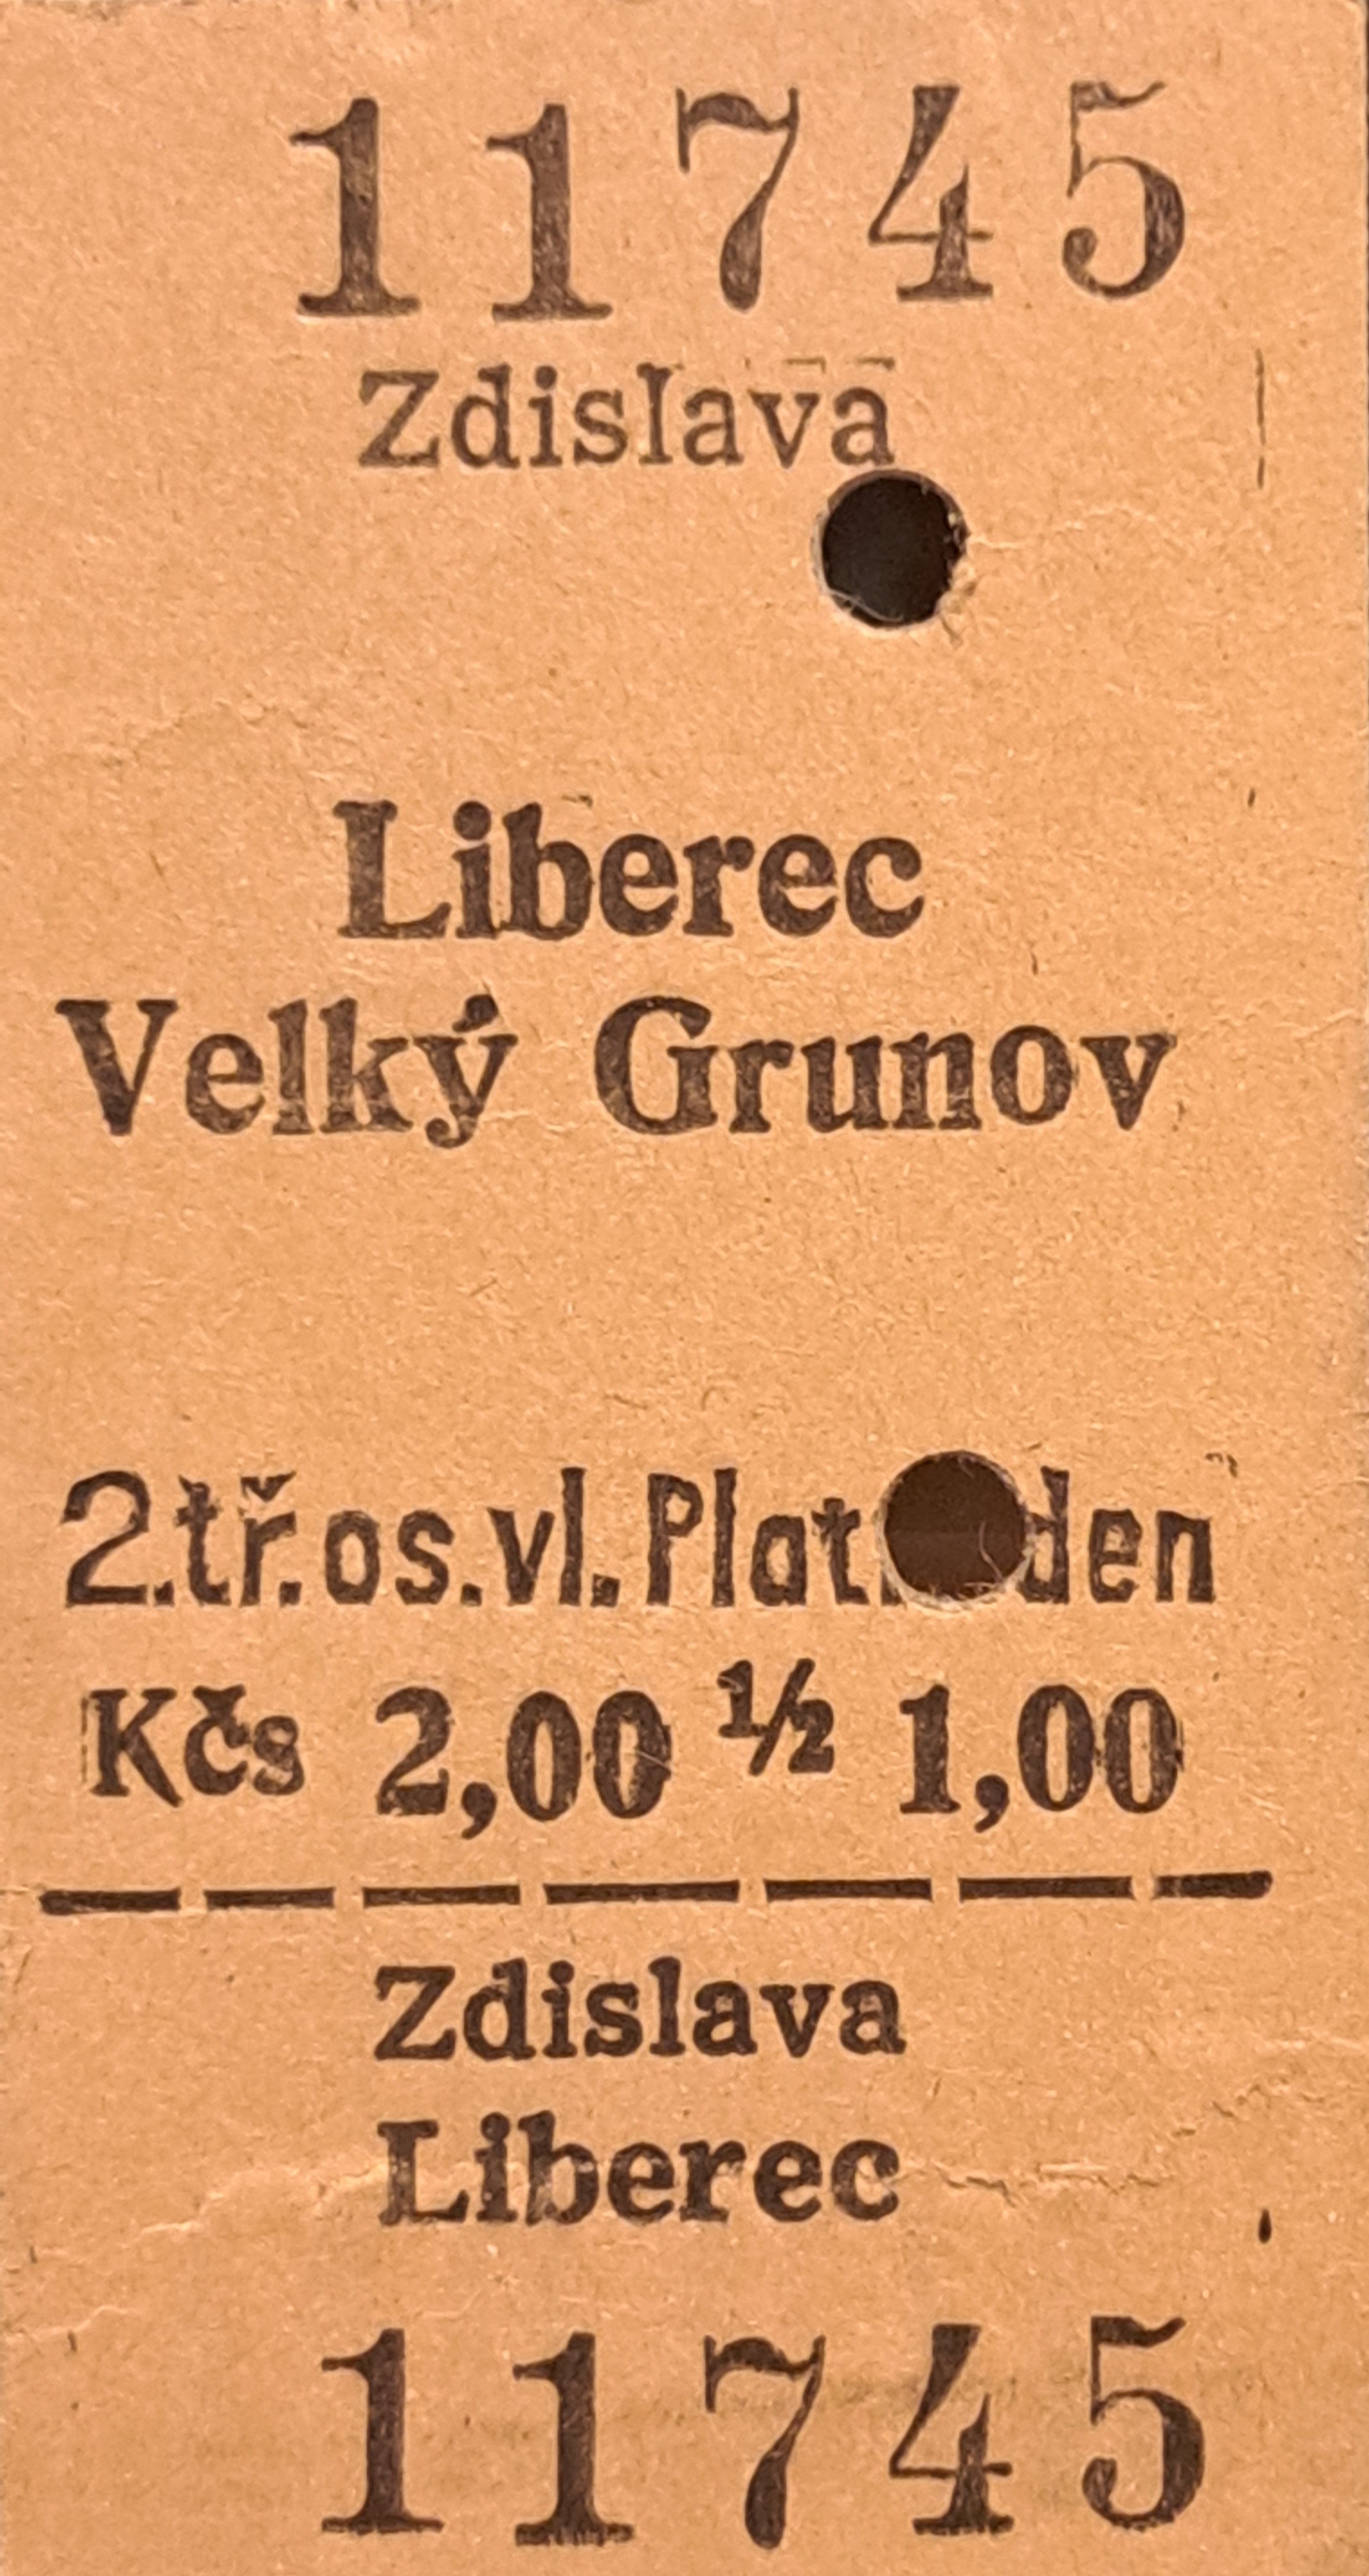 11745
Zdislava
Liberec
Velký Grunov
2.tř.os.vl.Plat. den
Kčs 2,00 ½ 1,00
Zdislava
Liberec
11745